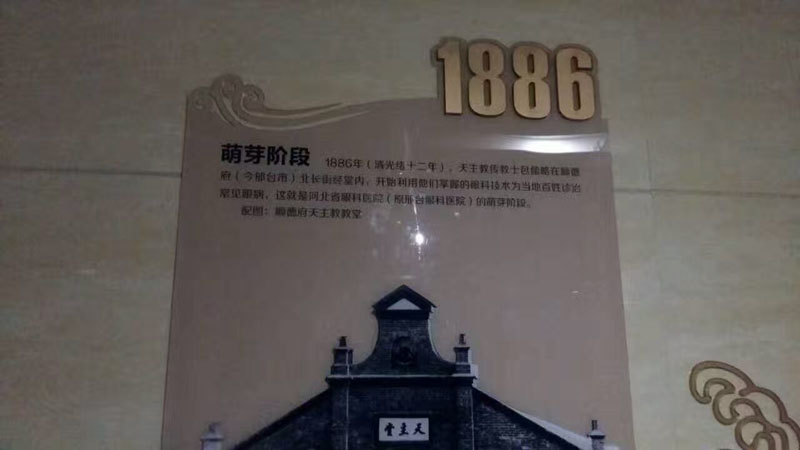 1886
萌芽阶段 1886年（清光绪十二年），天主教传教士包儒略在顺德
府（今邢台市）北长街经堂内，开始利用他们掌握的眼科技术为当地百姓诊治
常见眼病，这就是河北省眼科医院（原邢台眼科医院）的萌芽阶段。
配图：顺德府天主教教堂
天主堂